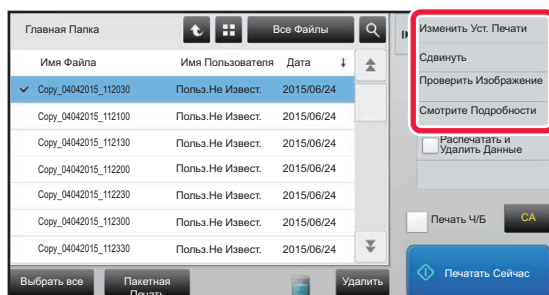 Главная Папка
Все Файлы
Имя Файла Имя Пользователя Дата
Copy_04042015_112030 Польз.Не Извест. 2015/06/24
Copy_04042015_112100 Польз.Не Извест. 2015/06/24
Copy_04042015_112130 Польз.Не Извест. 2015/06/24
Copy_04042015_112200 Польз.Не Извест. 2015/06/24
Copy_04042015_112230 Польз.Не Извест. 2015/06/24
Copy_04042015_112300 Польз.Не Извест. 2015/06/24
Copy_04042015_112330 Польз.Не Извест. 2015/06/24
Выбрать все
Пакетная
Печать
Удалить
Изменить Уст. Печати
Сдвинуть
Проверить Изображение
Смотрите Подробности
Распечатать и
Удалить Данные
Печать Ч/Б
CA
Печатать Сейчас